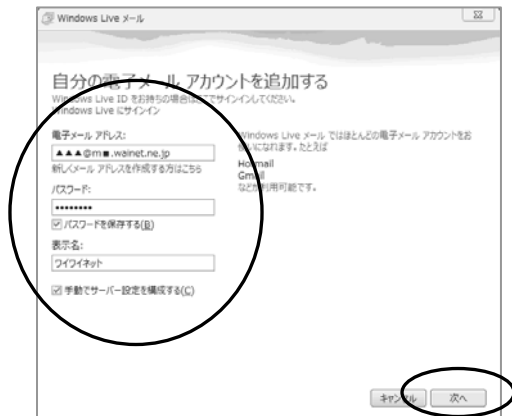 Windows Live メール
自分の電子メール アカウントを追加する
Windows Live ID をお持ちの場合はここでサインインしてください。
Windows Live にサインイン
電子メール アドレス:
▲▲▲@m■.wainet.ne.jp
新しくメール アドレスを作成する方はこちら
パスワード:
••••••••
パスワードを保存する(B)
表示名:
ワイワイネット
手動でサーバー設定を構成する(C)
Windows Live メール ではほとんどの電子メール アカウントをお
使いになれます。たとえば
Hotmail
Gmail
などが利用可能です。
キャンセル
次へ